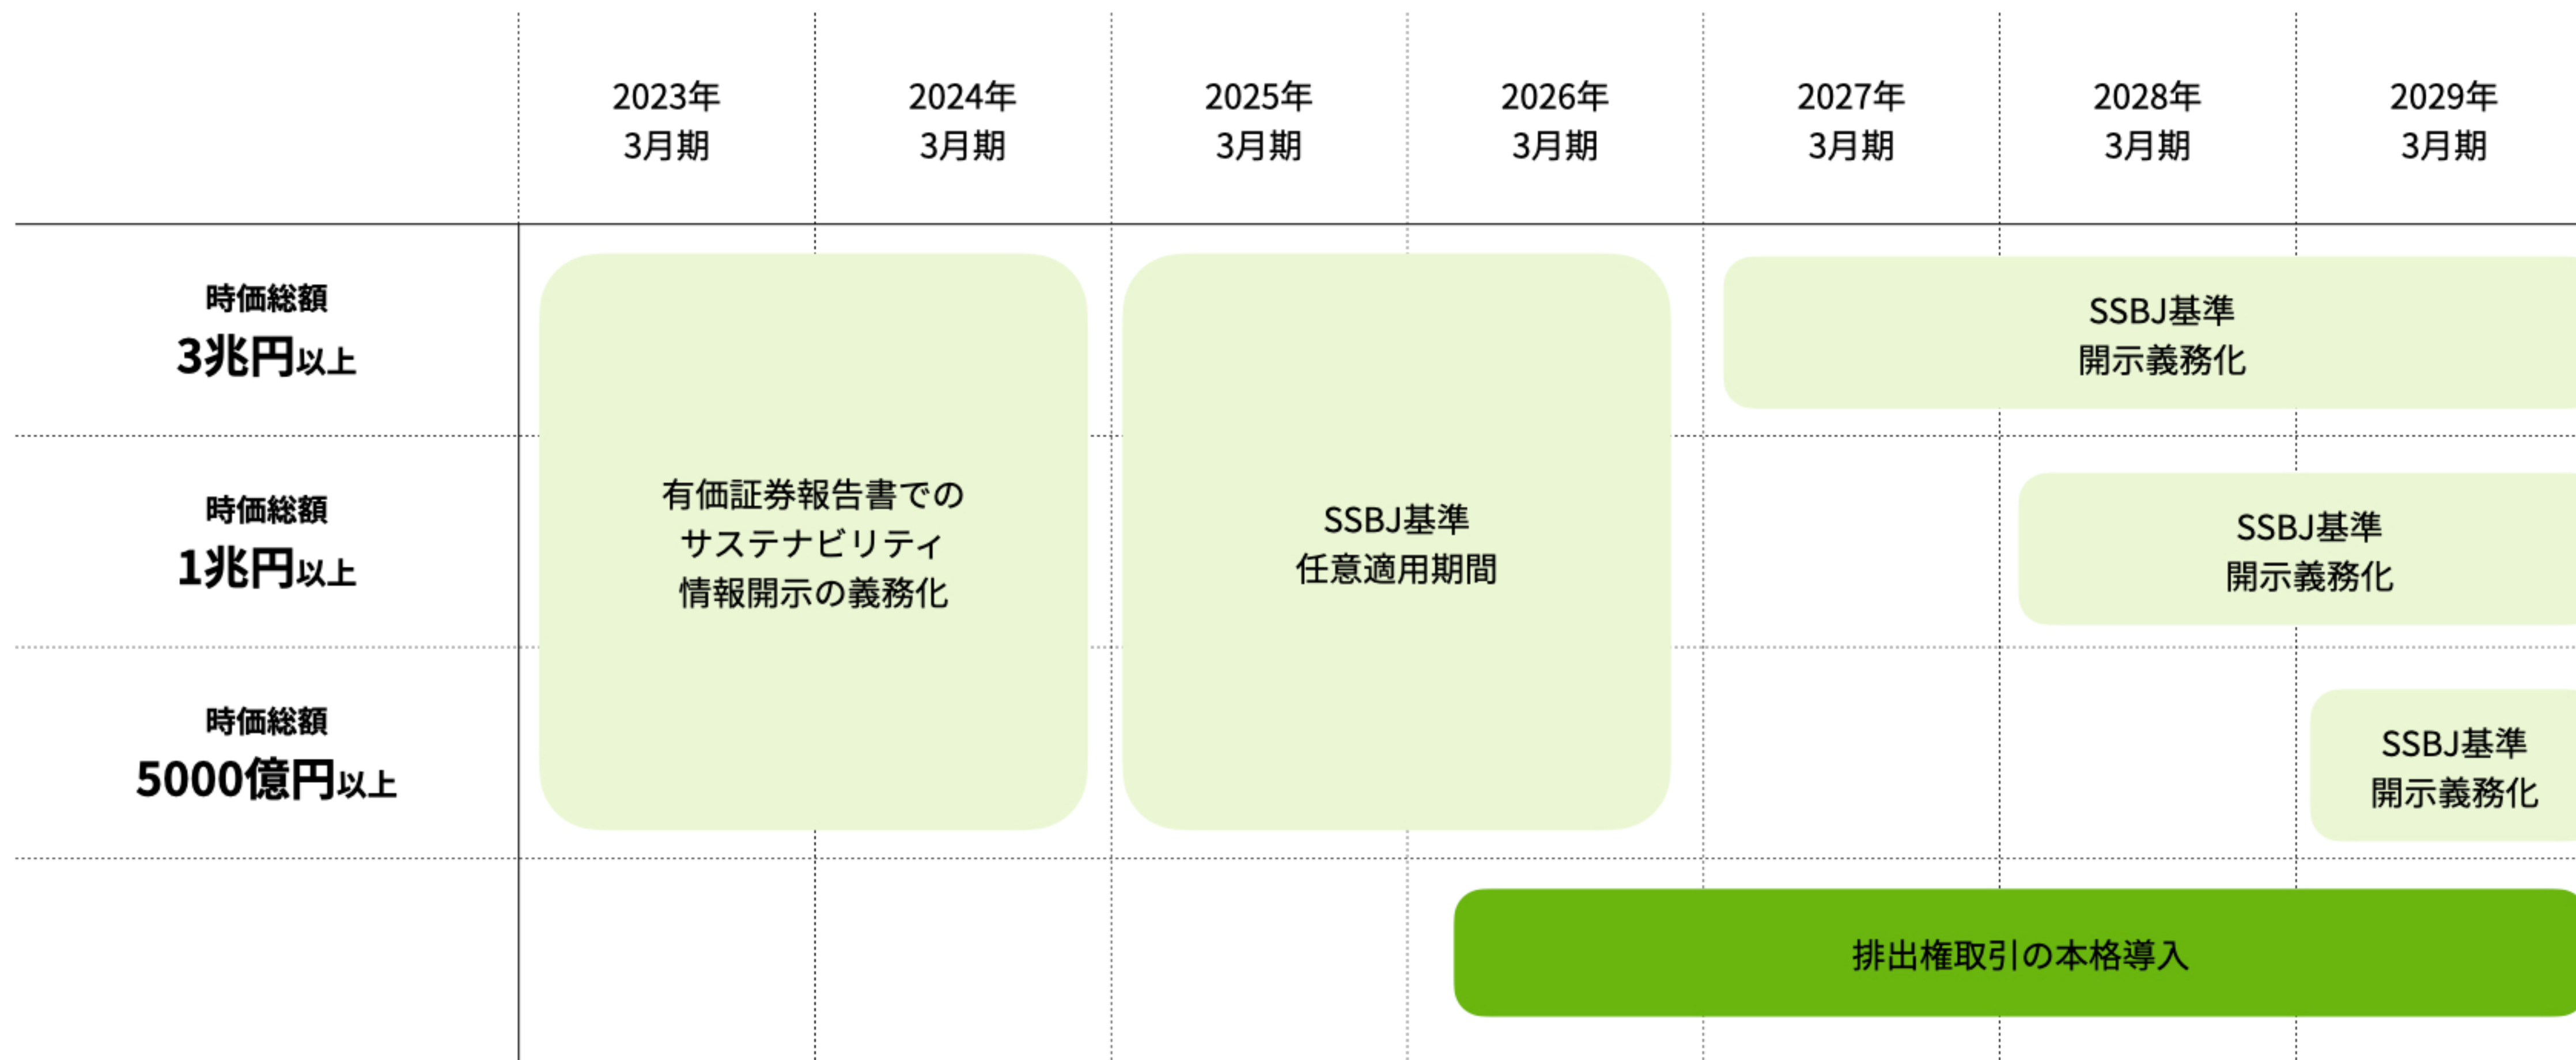 2023年
3月期
2024年
3月期
2025年
3月期
2026年
3月期
2027年
3月期
2028年
3月期
2029年
3月期
時価総額
3兆円以上
時価総額
1兆円以上
時価総額
5000億円以上
有価証券報告書での
サステナビリティ
情報開示の義務化
SSBJ基準
任意適用期間
SSBJ基準
開示義務化
SSBJ基準
開示義務化
SSBJ基準
開示義務化
排出権取引の本格導入